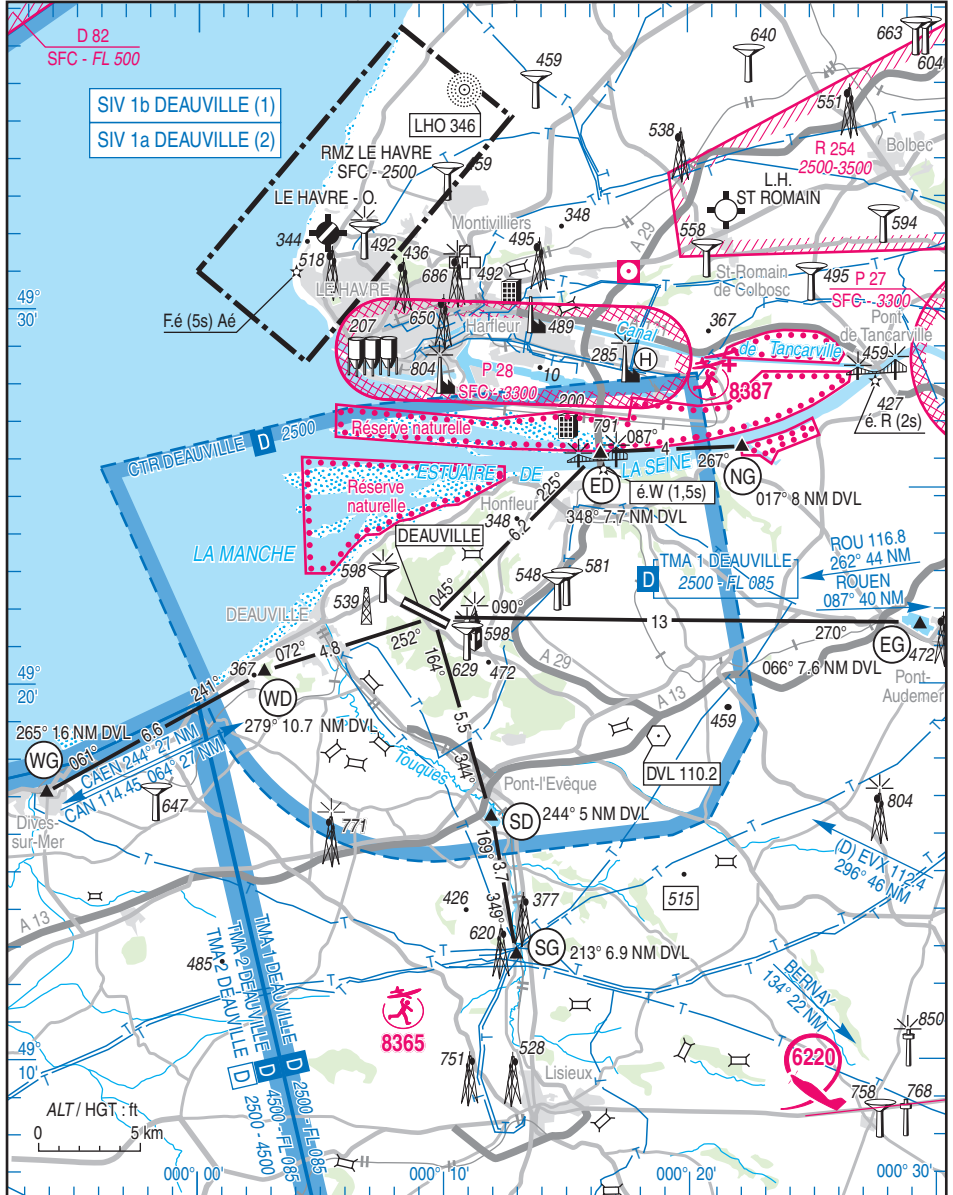 D 82
SFC - FL 500
SIV 1b DEAUVILLE (1)
SIV 1a DEAUVILLE (2)
459
640
663
604
LHO 346
551
538
R 254
2500-3500
Bolbec
RMZ LE HAVRE
SFC - 2500
59
LE HAVRE - O.
L.H.
ST ROMAIN
Montivilliers
348
A 29
594
558
344
492
436
495
518
686
H
492
LE HAVRE
St-Romain
de Colbosc
495
P 27
SFC - 3300
49°
30'
F.é (5s) Aé
650
207
Harfleur
489
Canal
367
Pont
de Tancarville
de Tancarville
804
285
H
459
P 28
SFC - 3300
10
8387
427
é. R (2s)
200
Réserve naturelle
791
087°
4
267°
CTR DEAUVILLE D 2500
ESTUAIRE DE
LA SEINE
NG
017° 8 NM DVL
ED
é.W (1,5s)
348° 7.7 NM DVL
225°
Réserve
naturelle
Honfleur
348
6.2
DEAUVILLE
LA MANCHE
598
581
548
D
TMA 1 DEAUVILLE
2500 - FL 085
ROU 116.8
262° 44 NM
ROUEN
087° 40 NM
539
045°
DEAUVILLE
090°
13
270°
EG
472
598
629
472
066° 7.6 NM DVL
Pont-
Audemer
072°
4.8
252°
164°
A 29
A 13
367
49°
20'
WD
279° 10.7 NM DVL
241°
265° 16 NM DVL
WG
061°
6.6
CAEN 244° 27 NM
CAN 114.45 064° 27 NM
5.5
344°
459
DVL 110.2
Touques
Pont-l'Evêque
Dives-
sur-Mer
647
771
SD
244° 5 NM DVL
804
169°
3.7
349°
(D) EVX 112.4
296° 46 NM
515
A 13
426
377
620
SG
213° 6.9 NM DVL
485
BERNAY
134° 22 NM
TMA 1 DEAUVILLE D 2500 - FL 085
TMA 2 DEAUVILLE D 4500 - FL 085
TMA 2 DEAUVILLE D 2500 - 4500
8365
850
49°
10'
751
528
Lisieux
6220
758
768
ALT / HGT : ft
0
5 km
000° 00'
000° 10'
000° 20'
000° 30'